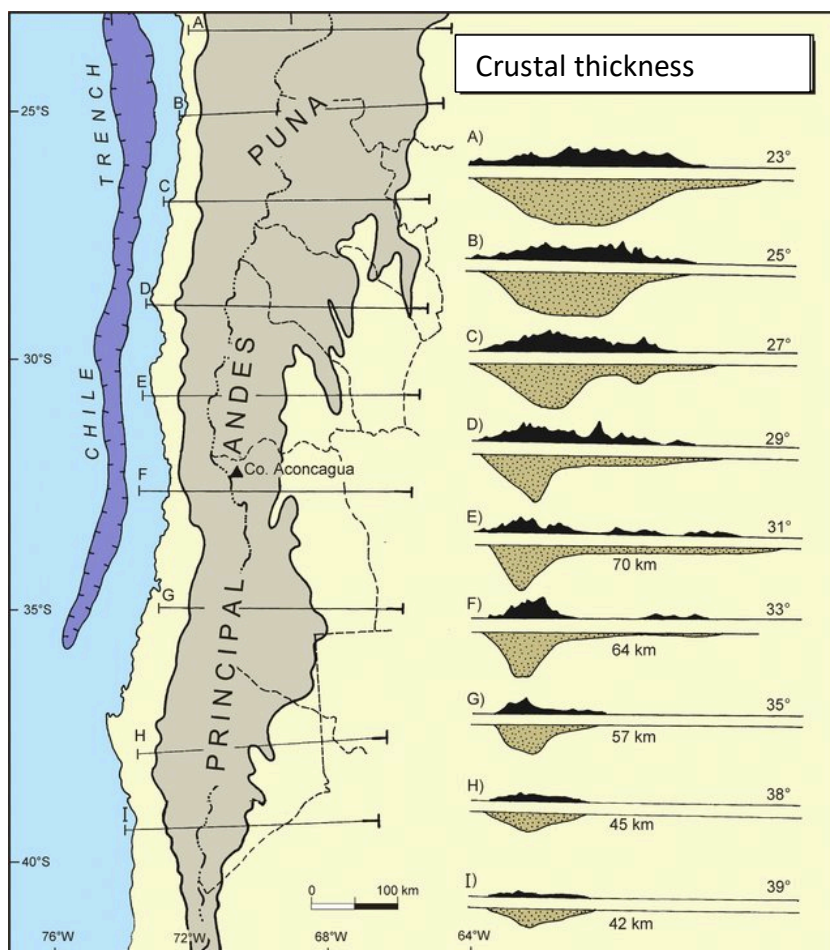 Crustal thickness
A
B
C
D
E
F
G
H
I
25°S
30°S
35°S
40°S
76°W
72°W
68°W
64°W
CHILE TRENCH
PUNA
PRINCIPAL ANDES
Co. Aconcagua
0 100 km
A) 23°
B) 25°
C) 27°
D) 29°
E) 31°
70 km
F) 33°
64 km
G) 35°
57 km
H) 38°
45 km
I) 39°
42 km